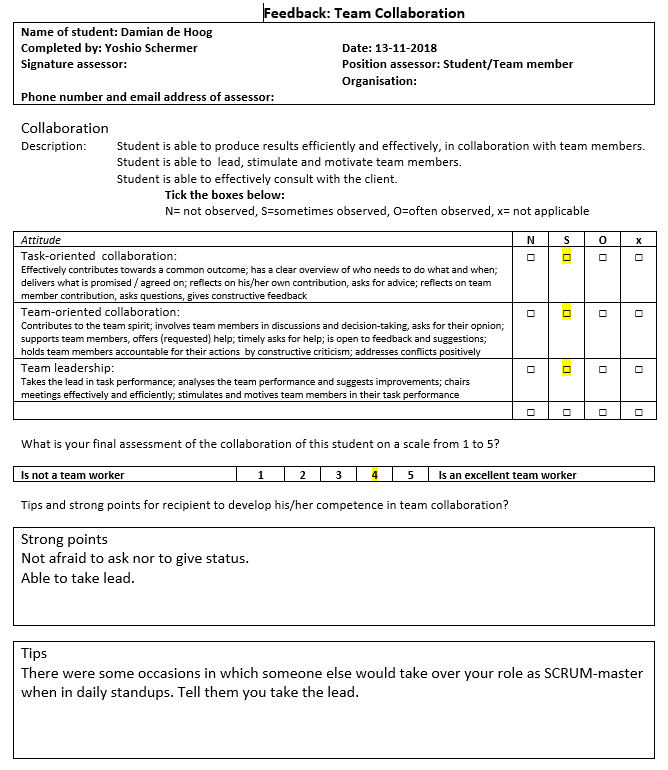 Feedback: Team Collaboration
Name of student: Damian de Hoog
Completed by: Yoshio Schermer Date: 13-11-2018
Signature assessor: Position assessor: Student/Team member
Organisation:
Phone number and email address of assessor:
Collaboration
Description: Student is able to produce results efficiently and effectively, in collaboration with team members.
Student is able to lead, stimulate and motivate team members.
Student is able to effectively consult with the client.
Tick the boxes below:
N= not observed, S=sometimes observed, O=often observed, x= not applicable
Attitude N S O x
Task-oriented collaboration: ☐ ☐ ☐ ☐
Effectively contributes towards a common outcome; has a clear overview of who needs to do what and when;
delivers what is promised / agreed on; reflects on his/her own contribution, asks for advice; reflects on team
member contribution, asks questions, gives constructive feedback
Team-oriented collaboration: ☐ ☐ ☐ ☐
Contributes to the team spirit; involves team members in discussions and decision-taking, asks for their opnion;
supports team members, offers (requested) help; timely asks for help; is open to feedback and suggestions;
holds team members accountable for their actions by constructive criticism; addresses conflicts positively
Team leadership: ☐ ☐ ☐ ☐
Takes the lead in task performance; analyses the team performance and suggests improvements; chairs
meetings effectively and efficiently; stimulates and motives team members in their task performance
☐ ☐ ☐ ☐
What is your final assessment of the collaboration of this student on a scale from 1 to 5?
Is not a team worker 1 2 3 4 5 Is an excellent team worker
Tips and strong points for recipient to develop his/her competence in team collaboration?
Strong points
Not afraid to ask nor to give status.
Able to take lead.
Tips
There were some occasions in which someone else would take over your role as SCRUM-master
when in daily standups. Tell them you take the lead.